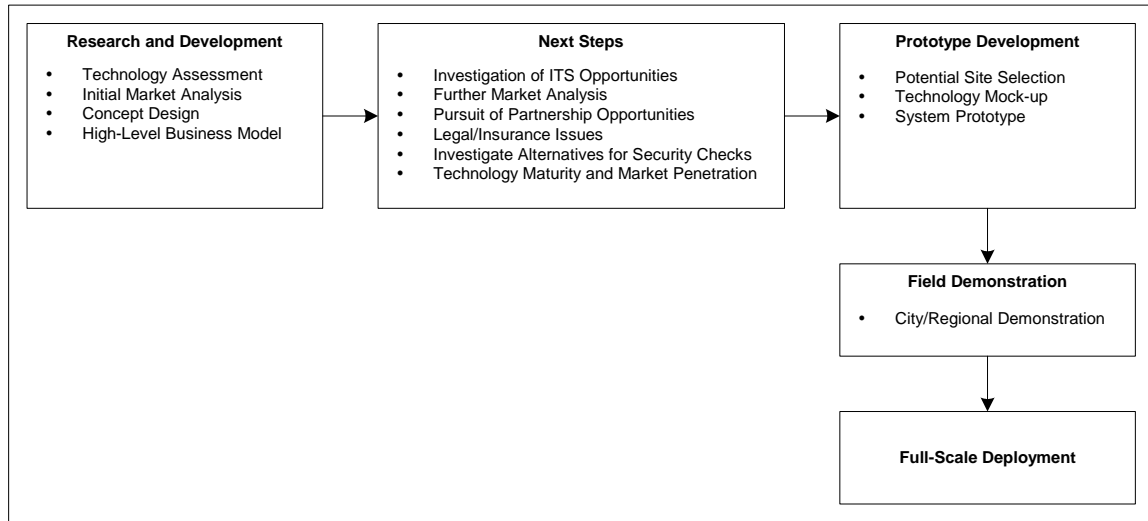 Research and Development
• Technology Assessment
• Initial Market Analysis
• Concept Design
• High-Level Business Model
Next Steps
• Investigation of ITS Opportunities
• Further Market Analysis
• Pursuit of Partnership Opportunities
• Legal/Insurance Issues
• Investigate Alternatives for Security Checks
• Technology Maturity and Market Penetration
Prototype Development
• Potential Site Selection
• Technology Mock-up
• System Prototype
Field Demonstration
• City/Regional Demonstration
Full-Scale Deployment